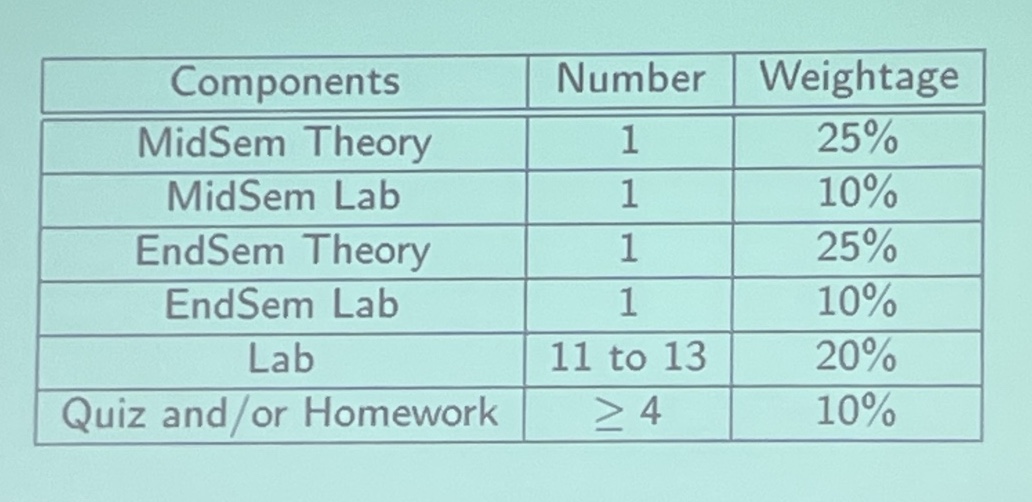 Components Number Weightage
MidSem Theory 1 25%
MidSem Lab 1 10%
EndSem Theory 1 25%
EndSem Lab 1 10%
Lab 11 to 13 20%
Quiz and/or Homework ≥ 4 10%